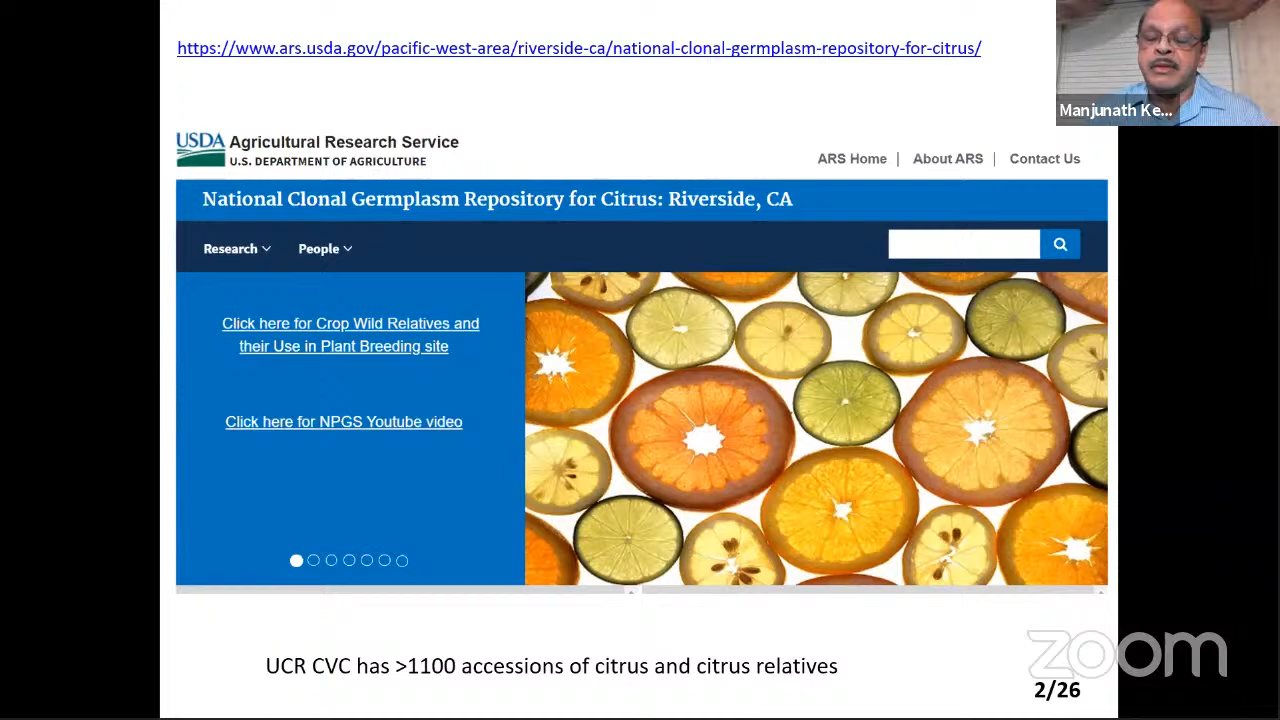 https://www.ars.usda.gov/pacific-west-area/riverside-ca/national-clonal-germplasm-repository-for-citrus/
Manjunath Ke...
USDA Agricultural Research Service
U.S. DEPARTMENT OF AGRICULTURE
ARS Home | About ARS | Contact Us
National Clonal Germplasm Repository for Citrus: Riverside, CA
Research People
Click here for Crop Wild Relatives and
their Use in Plant Breeding site
Click here for NPGS Youtube video
UCR CVC has >1100 accessions of citrus and citrus relatives
zoom
2/26